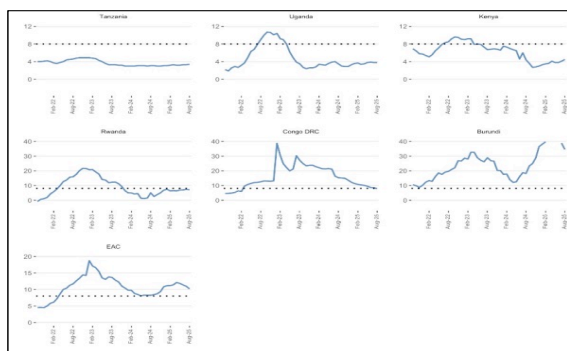 Tanzania
12
8
4
0
Feb-22
Aug-22
Feb-23
Aug-23
Feb-24
Aug-24
Feb-25
Aug-25
Uganda
12
8
4
0
Feb-22
Aug-22
Feb-23
Aug-23
Feb-24
Aug-24
Feb-25
Aug-25
Kenya
12
8
4
0
Feb-22
Aug-22
Feb-23
Aug-23
Feb-24
Aug-24
Feb-25
Aug-25
Rwanda
40
30
20
10
0
Feb-22
Aug-22
Feb-23
Aug-23
Feb-24
Aug-24
Feb-25
Aug-25
Congo DRC
40
30
20
10
0
Feb-22
Aug-22
Feb-23
Aug-23
Feb-24
Aug-24
Feb-25
Aug-25
Burundi
40
30
20
10
0
Feb-22
Aug-22
Feb-23
Aug-23
Feb-24
Aug-24
Feb-25
Aug-25
EAC
20
15
10
5
0
Feb-22
Aug-22
Feb-23
Aug-23
Feb-24
Aug-24
Feb-25
Aug-25